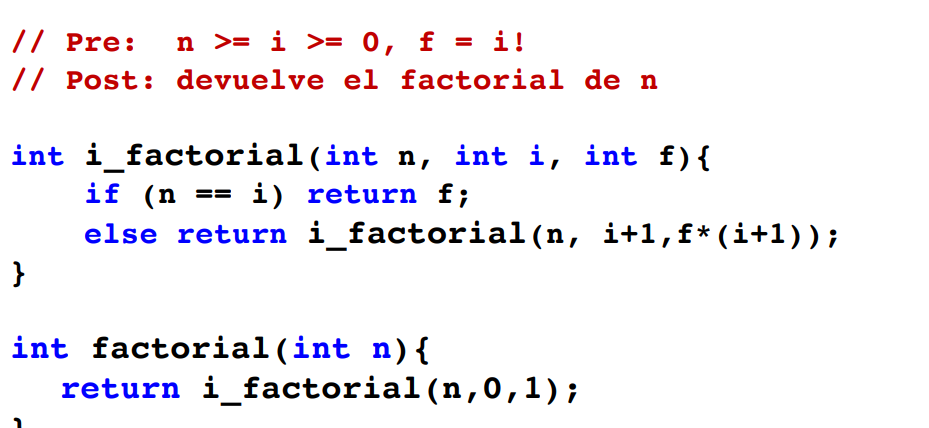 // Pre:  n >= i >= 0, f = i!
// Post: devuelve el factorial de n
int i_factorial(int n, int i, int f){
    if (n == i) return f;
    else return i_factorial(n, i+1,f*(i+1));
}
int factorial(int n){
   return i_factorial(n,0,1);
}